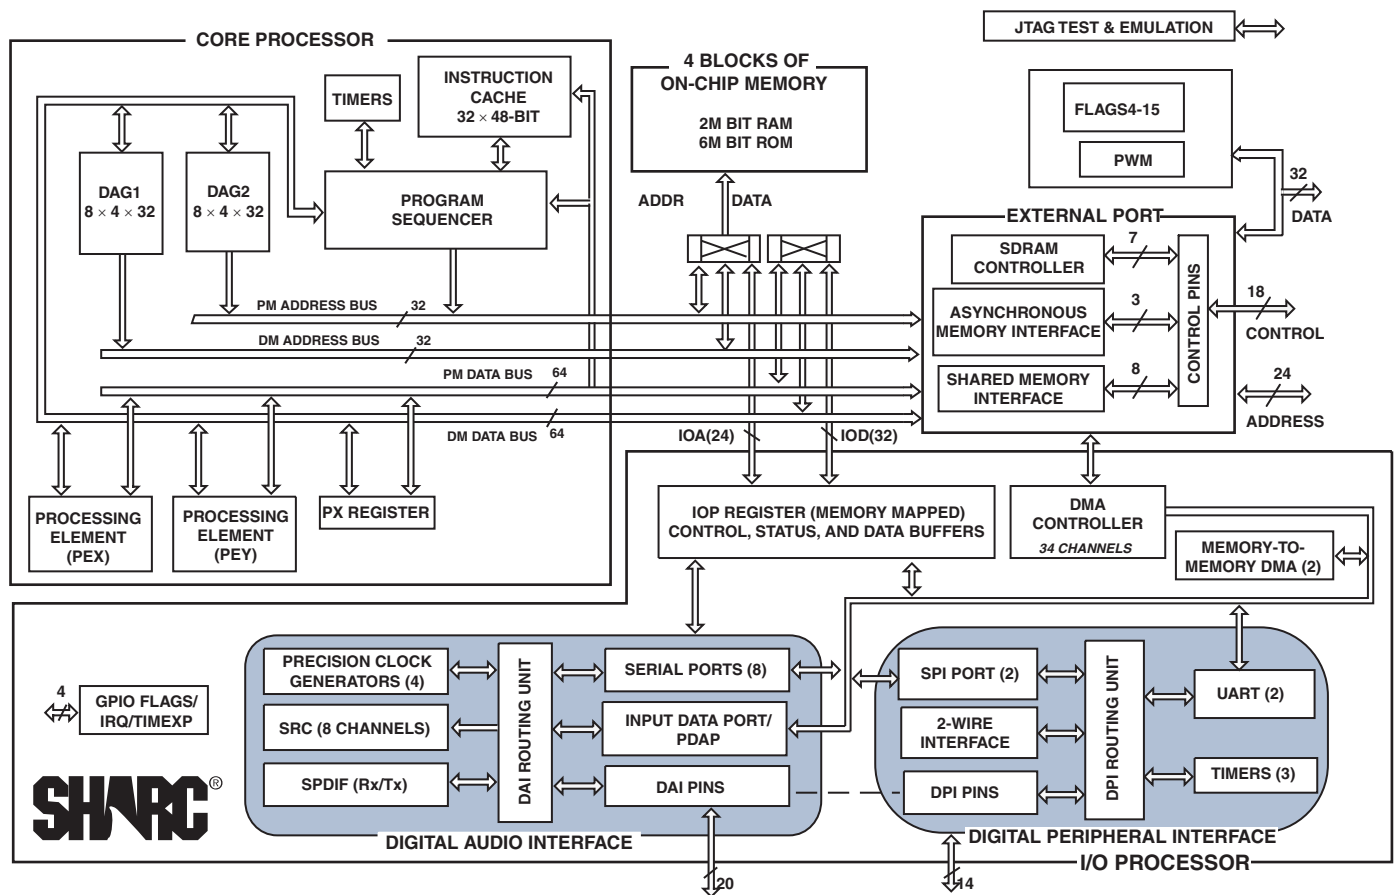 JTAG TEST & EMULATION
CORE PROCESSOR
TIMERS
INSTRUCTION
CACHE
32 × 48-BIT
DAG1
8 × 4 × 32
DAG2
8 × 4 × 32
PROGRAM
SEQUENCER
4 BLOCKS OF
ON-CHIP MEMORY
2M BIT RAM
6M BIT ROM
ADDR
DATA
FLAGS4-15
PWM
32
DATA
EXTERNAL PORT
SDRAM
CONTROLLER
7
ASYNCHRONOUS
MEMORY INTERFACE
3
SHARED MEMORY
INTERFACE
8
CONTROL PINS
18
CONTROL
24
ADDRESS
PM ADDRESS BUS
32
DM ADDRESS BUS
32
PM DATA BUS
64
DM DATA BUS
64
IOA(24)
IOD(32)
PROCESSING
ELEMENT
(PEX)
PROCESSING
ELEMENT
(PEY)
PX REGISTER
IOP REGISTER (MEMORY MAPPED)
CONTROL, STATUS, AND DATA BUFFERS
DMA
CONTROLLER
34 CHANNELS
MEMORY-TO-
MEMORY DMA (2)
4
GPIO FLAGS/
IRQ/TIMEXP
PRECISION CLOCK
GENERATORS (4)
SRC (8 CHANNELS)
SPDIF (Rx/Tx)
DAI ROUTING UNIT
SERIAL PORTS (8)
INPUT DATA PORT/
PDAP
DAI PINS
DIGITAL AUDIO INTERFACE
20
SPI PORT (2)
2-WIRE
INTERFACE
DPI PINS
DPI ROUTING UNIT
UART (2)
TIMERS (3)
DIGITAL PERIPHERAL INTERFACE
14
I/O PROCESSOR
SHARC®